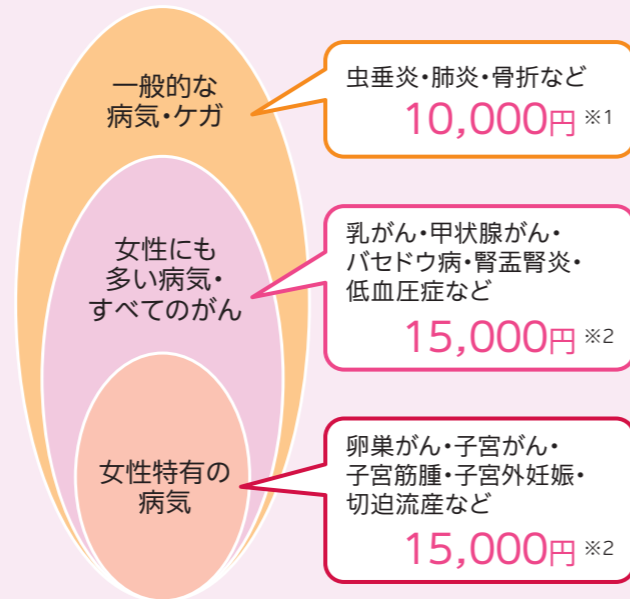 一般的な
病気・ケガ
虫垂炎・肺炎・骨折など
10,000円 ※1
女性にも
多い病気・
すべてのがん
乳がん・甲状腺がん・
バセドウ病・腎盂腎炎・
低血圧症など
15,000円 ※2
女性特有の
病気
卵巣がん・子宮がん・
子宮筋腫・子宮外妊娠・
切迫流産など
15,000円 ※2